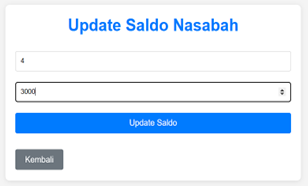 Update Saldo Nasabah
4
3000
Update Saldo
Kembali